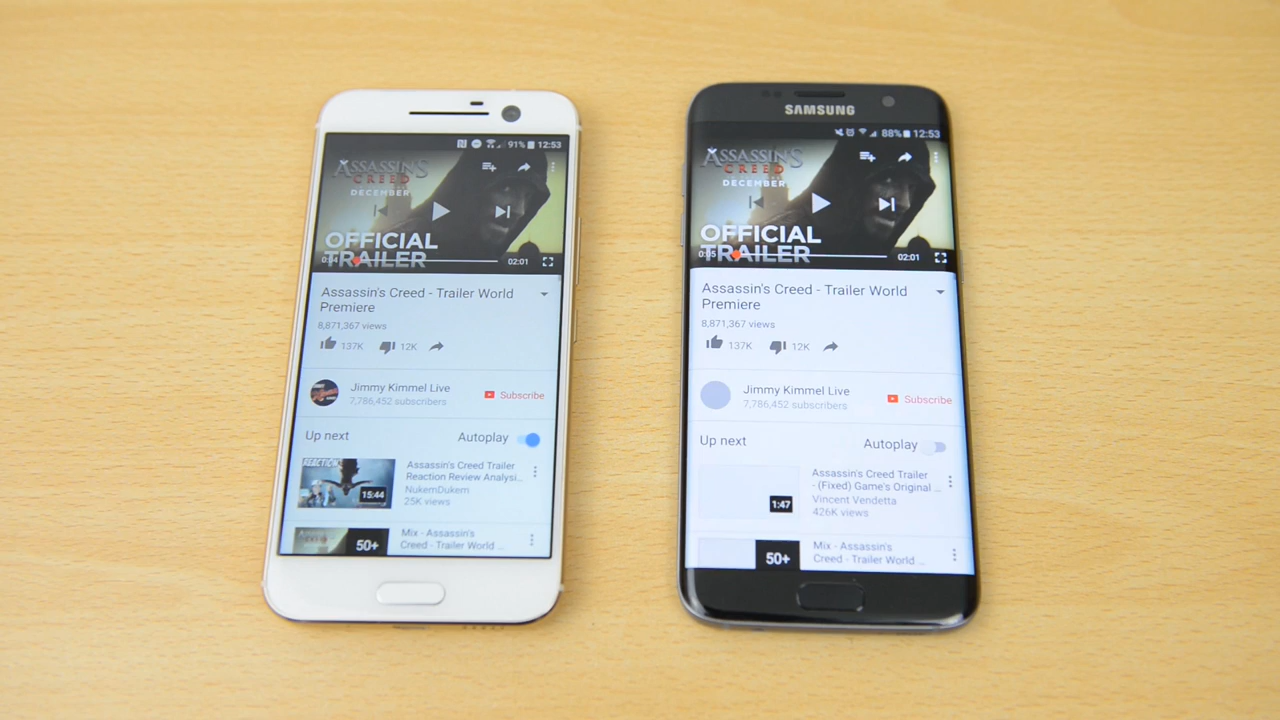 91% 12:53
ASSASSIN'S
CREED
DECEMBER
OFFICIAL
TRAILER
0:04
02:01
Assassin's Creed - Trailer World
Premiere
8,871,367 views
137K 12K
Jimmy Kimmel Live
7,786,452 subscribers
Subscribe
Up next
Autoplay
REACTION
15:44
Assassin's Creed Trailer
Reaction Review Analysi...
NukemDukem
25K views
50+
Mix - Assassin's
Creed - Trailer World ...
SAMSUNG
88% 12:53
ASSASSIN'S
CREED
DECEMBER
OFFICIAL
TRAILER
0:05
02:01
Assassin's Creed - Trailer World
Premiere
8,871,367 views
137K 12K
Jimmy Kimmel Live
7,786,452 subscribers
Subscribe
Up next
Autoplay
1:47
Assassin's Creed Trailer
- (Fixed) Game's Original ...
Vincent Vendetta
426K views
50+
Mix - Assassin's
Creed - Trailer World ...